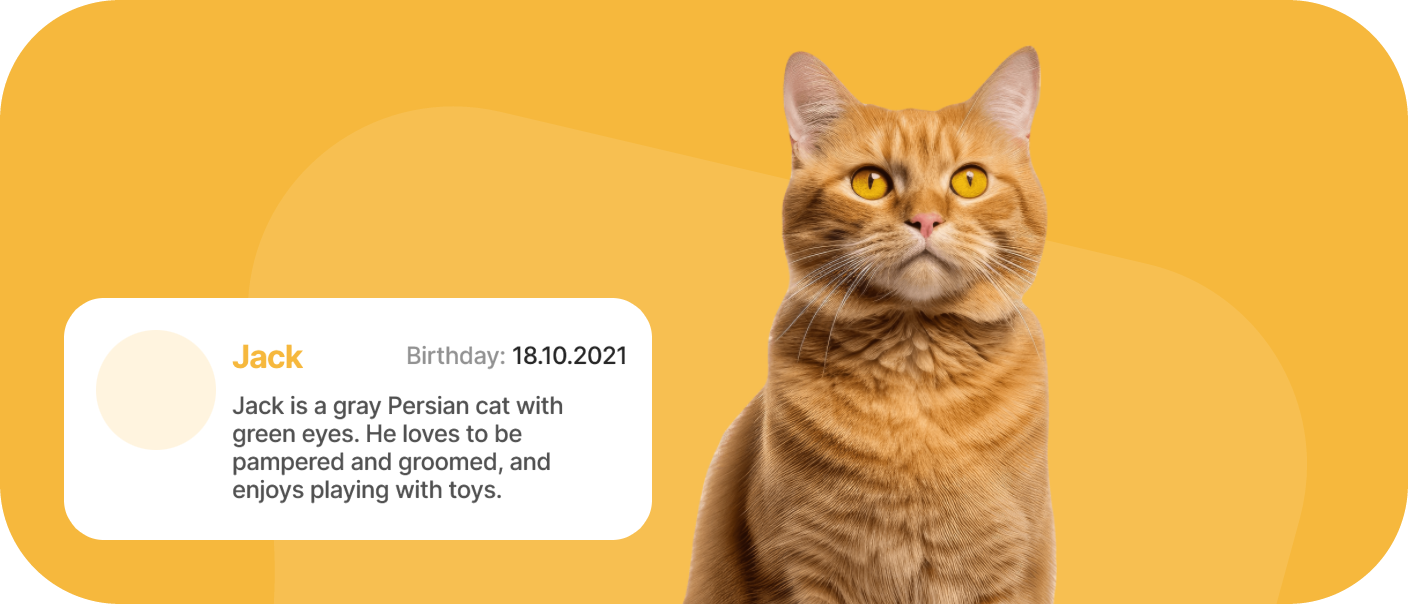 Jack
Birthday: 18.10.2021
Jack is a gray Persian cat with
green eyes. He loves to be
pampered and groomed, and
enjoys playing with toys.